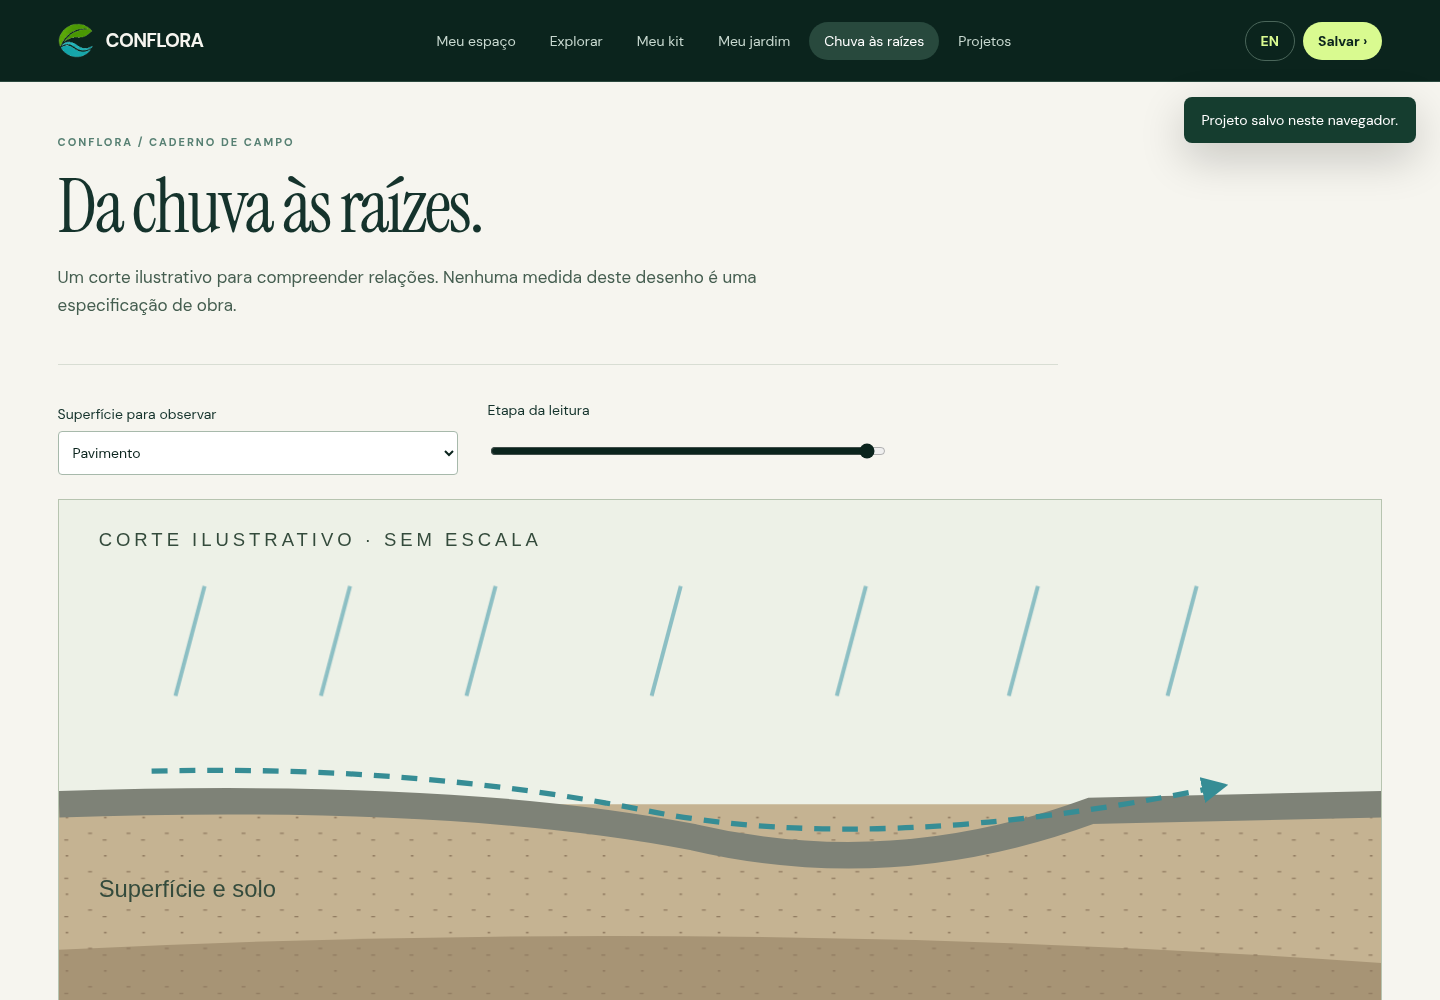 CONFLORA
Meu espaço
Explorar
Meu kit
Meu jardim
Chuva às raízes
Projetos
EN
Salvar ›
Projeto salvo neste navegador.
CONFLORA / CADERNO DE CAMPO
Da chuva às raízes.
Um corte ilustrativo para compreender relações. Nenhuma medida deste desenho é uma
especificação de obra.
Superfície para observar
Etapa da leitura
Pavimento
CORTE ILUSTRATIVO · SEM ESCALA
Superfície e solo